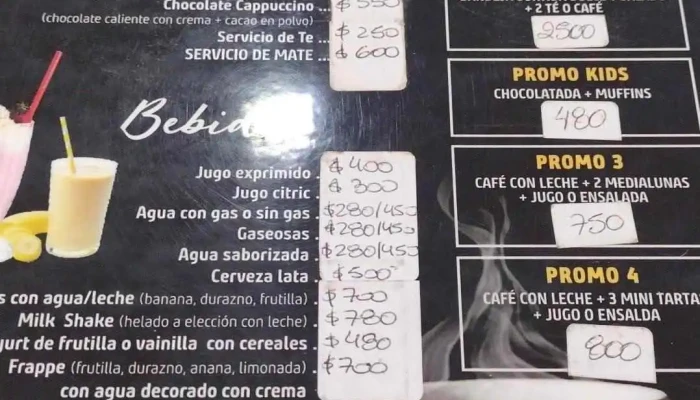 Chocolate Cappuccino ... $ 550
(chocolate caliente con crema + cacao en polvo)
Servicio de Te ... $ 250
SERVICIO DE MATE .. $ 600
Bebidas
Jugo exprimido . $ 400
Jugo citric . $ 300
Agua con gas o sin gas . $280/450
Gaseosas . $280/450
Agua saborizada . $280/450
Cerveza lata . $500
s con agua/leche (banana, durazno, frutilla) . $700
Milk Shake (helado a elección con leche) . $780
gurt de frutilla o vainilla con cereales . $480
Frappe (frutilla, durazno, anana, limonada) . $700
con agua decorado con crema
+ 2 TÉ O CAFÉ
2500
PROMO KIDS
CHOCOLATADA + MUFFINS
480
PROMO 3
CAFÉ CON LECHE + 2 MEDIALUNAS
+ JUGO O ENSALADA
750
PROMO 4
CAFÉ CON LECHE + 3 MINI TARTA
+ JUGO O ENSALDA
800